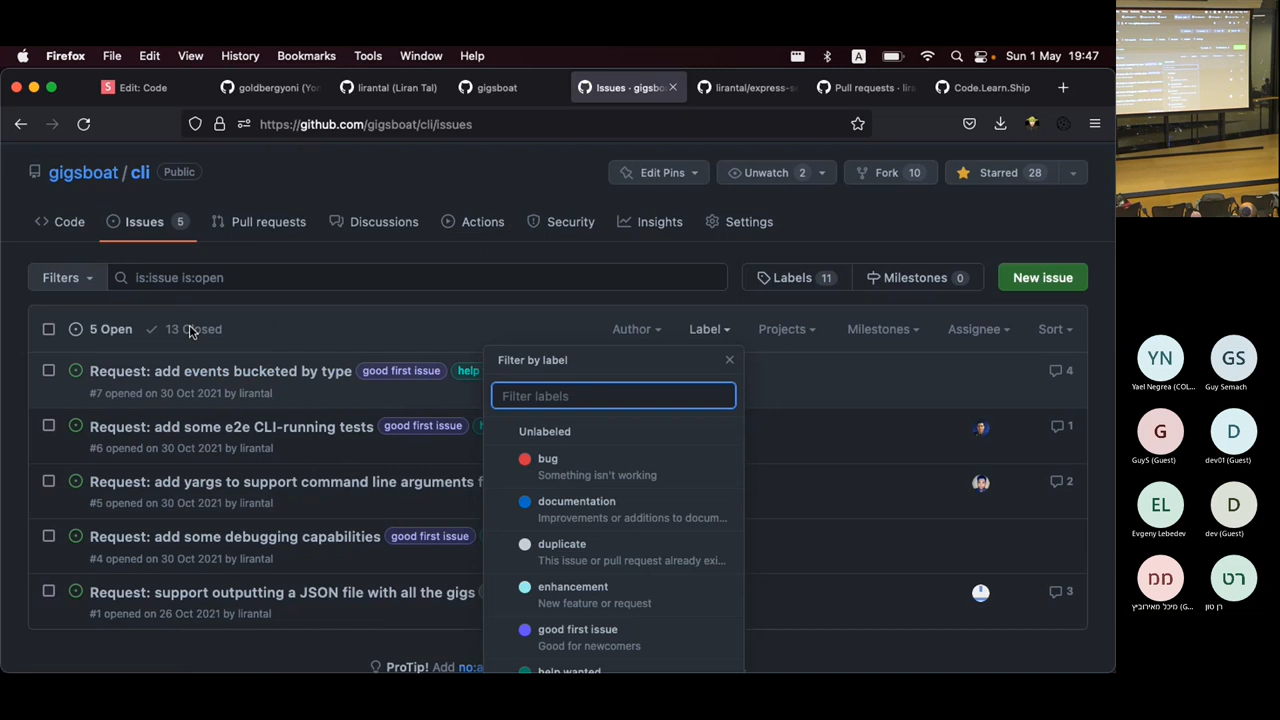 Firefox File Edit View History Bookmarks Tools Window Help Sun 1 May 19:47
Edit: Code
Issues · gigsbo
Pull requests ·
Code.Learn.Ship
https://github.com/gigsboat/cli/issues
gigsboat / cli Public
Edit Pins Unwatch 2 Fork 10 Starred 28
Code Issues 5 Pull requests Discussions Actions Security Insights Settings
Filters is:issue is:open Labels 11 Milestones 0 New issue
5 Open 13 Closed Author Label Projects Milestones Assignee Sort
Filter by label
Filter labels
Unlabeled
bug
Something isn't working
documentation
Improvements or additions to docum...
duplicate
This issue or pull request already exi...
enhancement
New feature or request
good first issue
Good for newcomers
help wanted
Request: add events bucketed by type good first issue help 4
#7 opened on 30 Oct 2021 by lirantal
Request: add some e2e CLI-running tests good first issue 1
#6 opened on 30 Oct 2021 by lirantal
Request: add yargs to support command line arguments f 2
#5 opened on 30 Oct 2021 by lirantal
Request: add some debugging capabilities good first issue
#4 opened on 30 Oct 2021 by lirantal
Request: support outputting a JSON file with all the gigs 3
#1 opened on 26 Oct 2021 by lirantal
ProTip! Add no:a
YN GS
Yael Negrea (COL... Guy Semach
G D
GuyS (Guest) dev01 (Guest)
EL D
Evgeny Lebedev dev (Guest)
ממ רט
מיכל מאירוביץ (G... רן טון